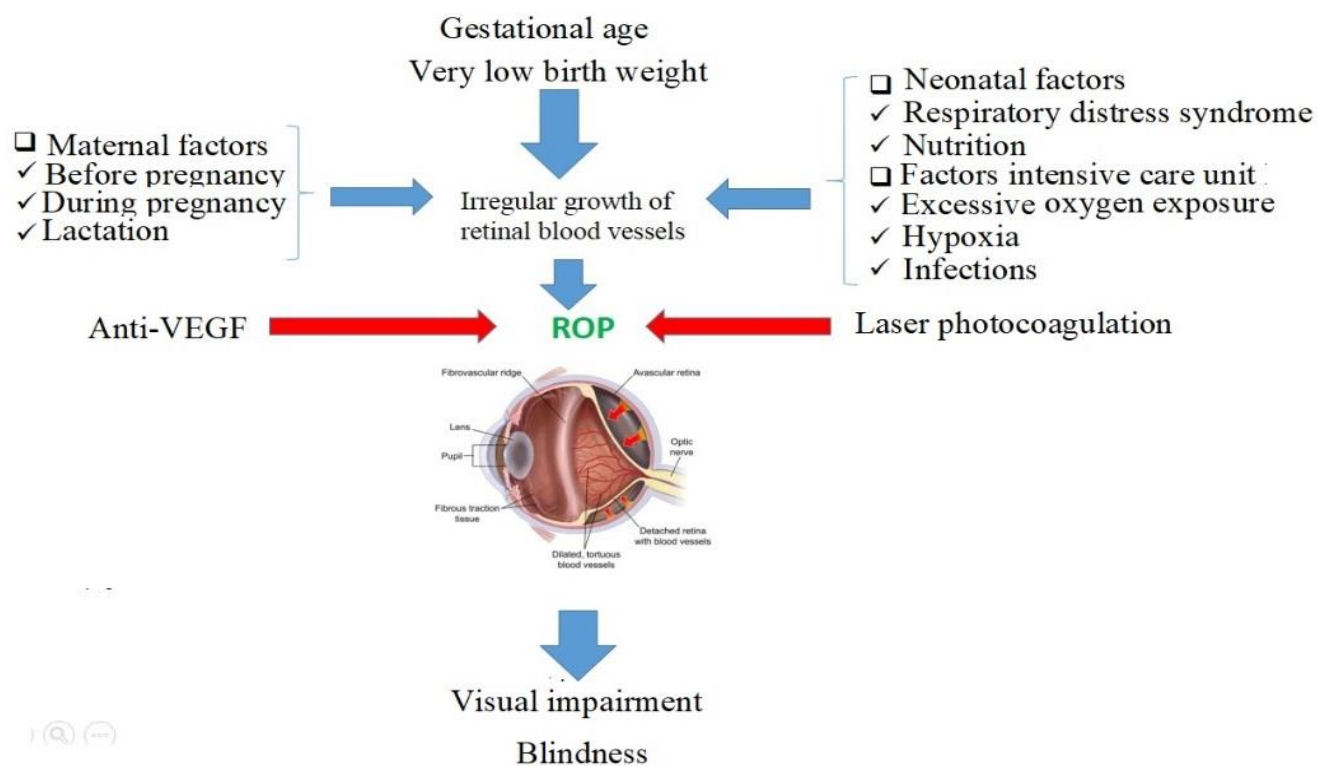 Gestational age
Very low birth weight
❑ Maternal factors
✓ Before pregnancy
✓ During pregnancy
✓ Lactation
Irregular growth of
retinal blood vessels
❑ Neonatal factors
✓ Respiratory distress syndrome
✓ Nutrition
❑ Factors intensive care unit
✓ Excessive oxygen exposure
✓ Hypoxia
✓ Infections
Anti-VEGF
ROP
Laser photocoagulation
Fibrovascular ridge
Avascular retina
Lens
Pupil
Optic
nerve
Fibrous traction
tissue
Detached retina
with blood vessels
Dilated, tortuous
blood vessels
Visual impairment
Blindness